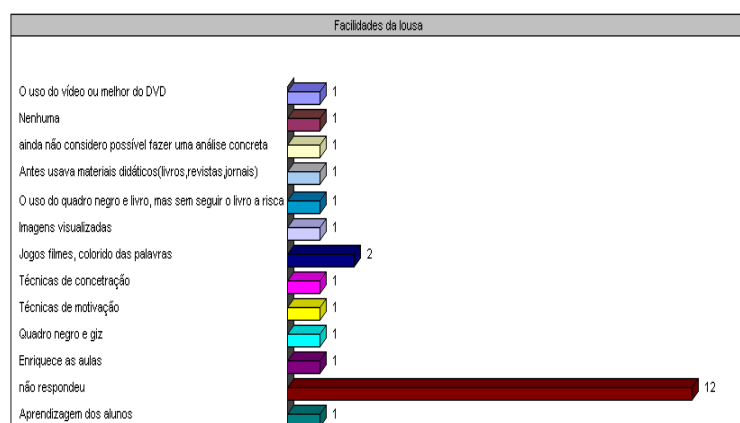 Facilidades da lousa
O uso do vídeo ou melhor do DVD 1
Nenhuma 1
ainda não considero possível fazer uma análise concreta 1
Antes usava materiais didáticos(livros,revistas,jornais) 1
O uso do quadro negro e livro, mas sem seguir o livro a risca 1
Imagens visualizadas 1
Jogos filmes, colorido das palavras 2
Técnicas de concetração 1
Técnicas de motivação 1
Quadro negro e giz 1
Enriquece as aulas 1
não respondeu 12
Aprendizagem dos alunos 1